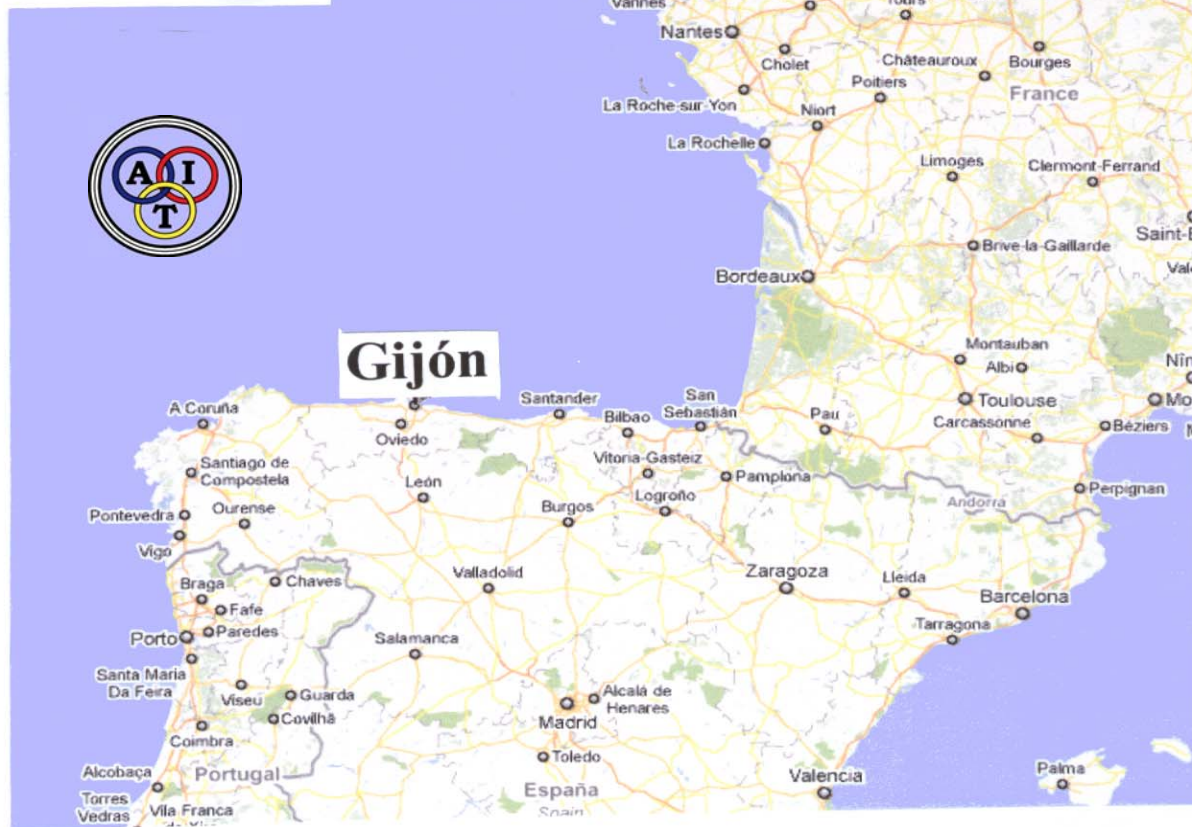 Vannes
Tours
Nantes
Cholet
Châteauroux
Bourges
Poitiers
France
La Roche-sur-Yon
Niort
La Rochelle
Limoges
Clermont-Ferrand
A I
T
Brive-la-Gaillarde
Bordeaux
Gijón
Montauban
Albi
Toulouse
A Coruña
Santander
San
Sebastián
Pau
Carcassonne
Béziers
Oviedo
Bilbao
Santiago de
Compostela
Vitoria-Gasteiz
Pamplona
León
Logroño
Perpignan
Andorra
Pontevedra
Ourense
Burgos
Vigo
Braga
Chaves
Valladolid
Zaragoza
Lleida
Barcelona
Fafe
Porto
Paredes
Salamanca
Tarragona
Santa Maria
Da Feira
Viseu
Guarda
Covilhã
Alcalá de
Henares
Madrid
Coimbra
Toledo
Alcobaça
Portugal
España
Spain
Valencia
Palma
Torres
Vedras
Vila Franca